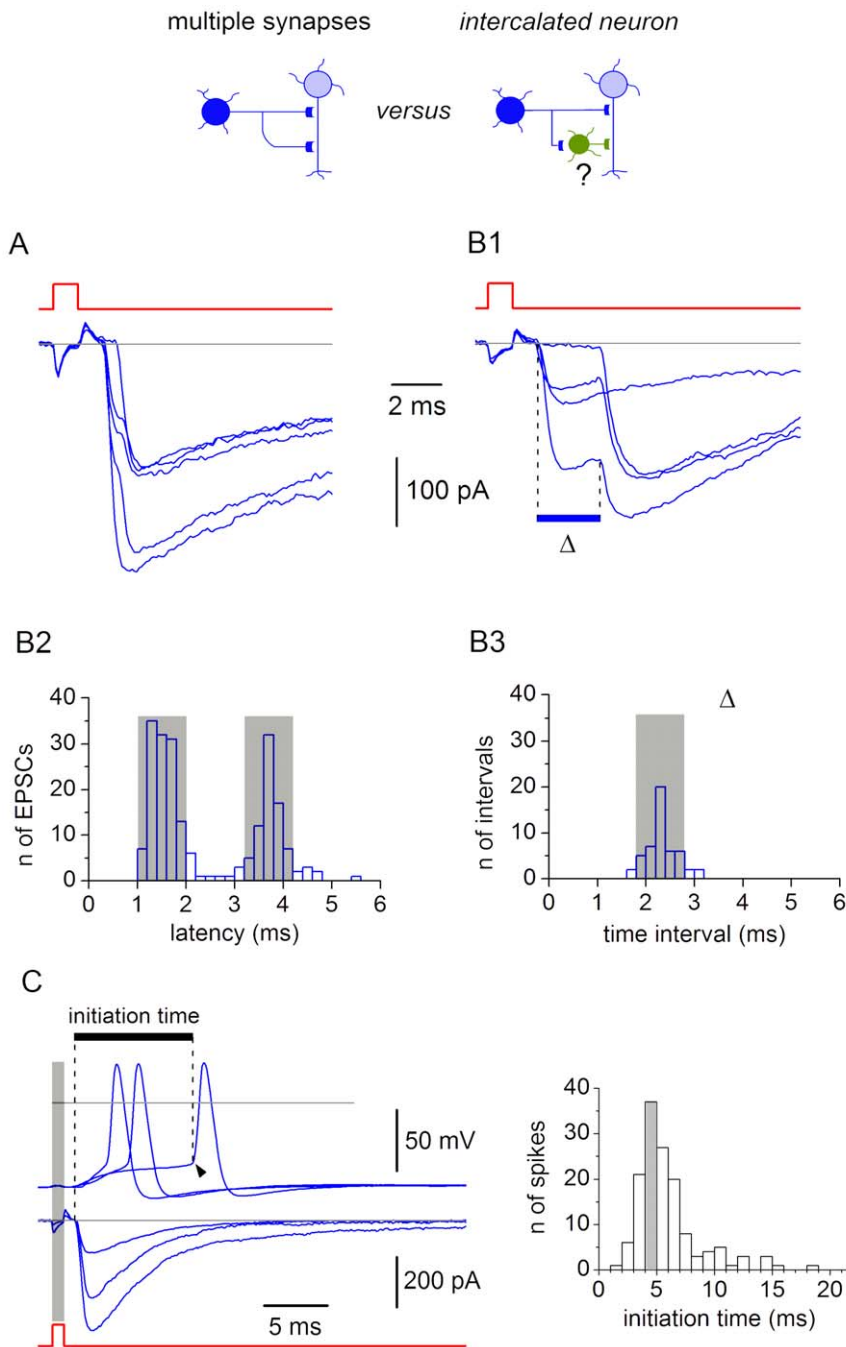 multiple synapses
intercalated neuron
versus
?
A
B1
2 ms
100 pA
Δ
B2
B3
40
30
20
10
0
n of EPSCs
0 1 2 3 4 5 6
latency (ms)
Δ
40
30
20
10
0
n of intervals
0 1 2 3 4 5 6
time interval (ms)
C
initiation time
50 mV
200 pA
5 ms
40
30
20
10
0
n of spikes
0 5 10 15 20
initiation time (ms)